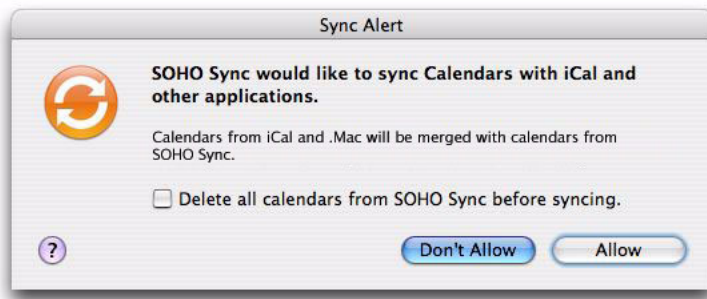 Sync Alert
SOHO Sync would like to sync Calendars with iCal and
other applications.
Calendars from iCal and .Mac will be merged with calendars from
SOHO Sync.
Delete all calendars from SOHO Sync before syncing.
? Don't Allow Allow